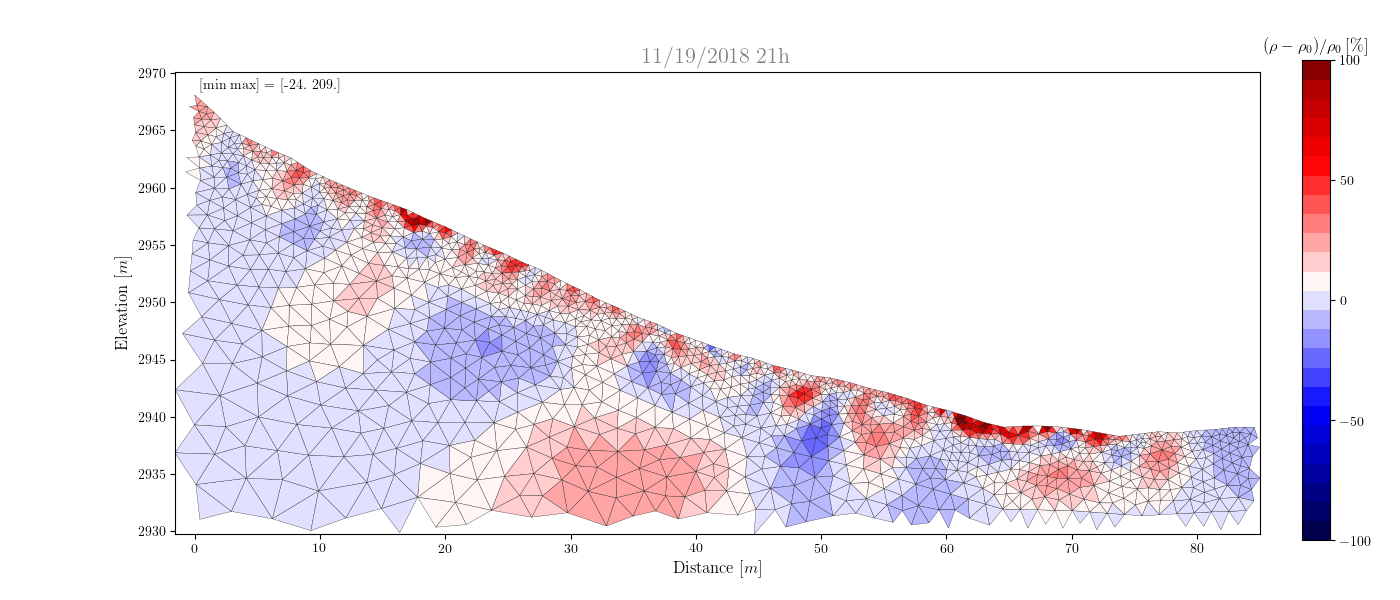 11/19/2018 21h
(ρ − ρ₀)/ρ₀ [%]
[min max] = [-24. 209.]
2970
2965
2960
2955
2950
2945
2940
2935
2930
Elevation [m]
0 10 20 30 40 50 60 70 80
Distance [m]
100
50
0
−50
−100